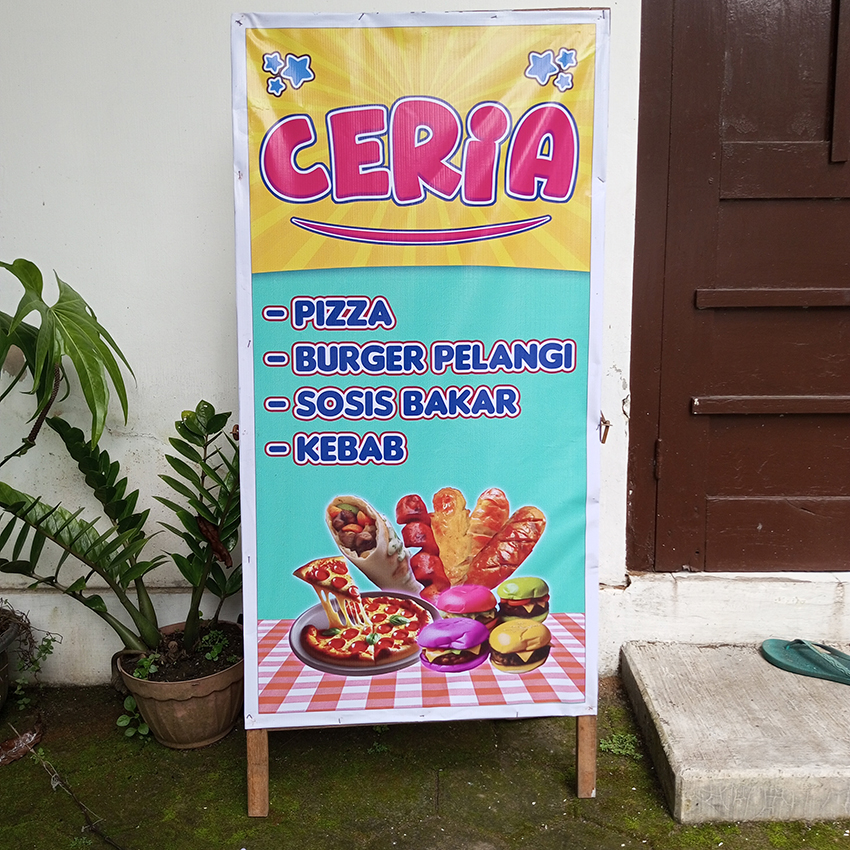 CERiA
- PIZZA
- BURGER PELANGI
- SOSIS BAKAR
- KEBAB